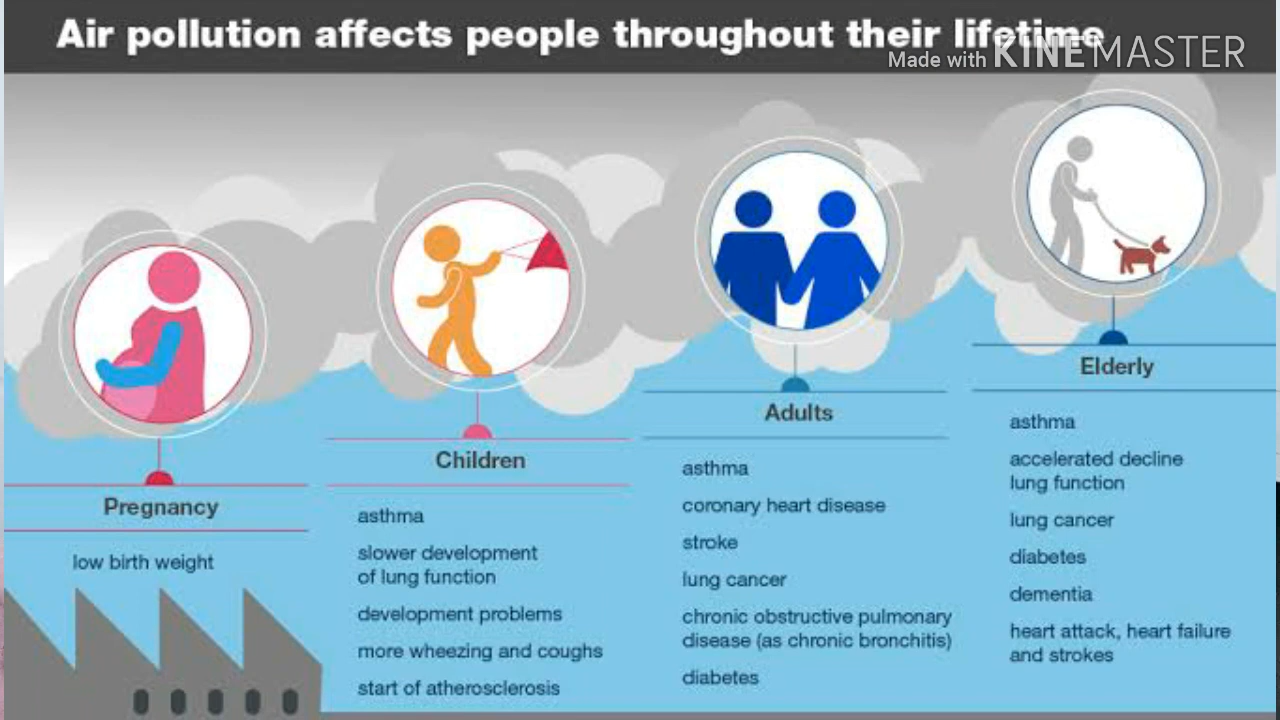 Air pollution affects people throughout their lifetime
Made with KINEMASTER
Pregnancy
low birth weight
Children
asthma
slower development
of lung function
development problems
more wheezing and coughs
start of atherosclerosis
Adults
asthma
coronary heart disease
stroke
lung cancer
chronic obstructive pulmonary
disease (as chronic bronchitis)
diabetes
Elderly
asthma
accelerated decline
lung function
lung cancer
diabetes
dementia
heart attack, heart failure
and strokes